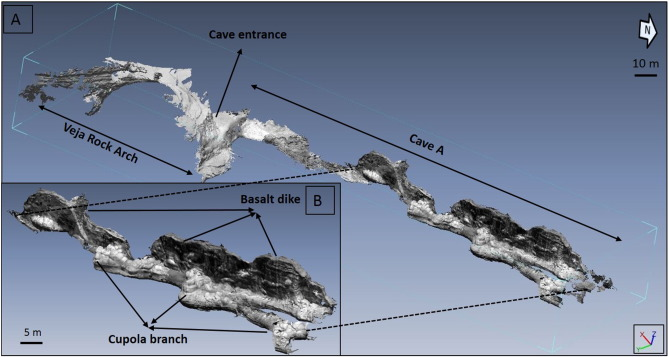 A
Cave entrance
N
10 m
Veja Rock Arch
Cave A
Basalt dike
B
Cupola branch
5 m
X
Z
Y